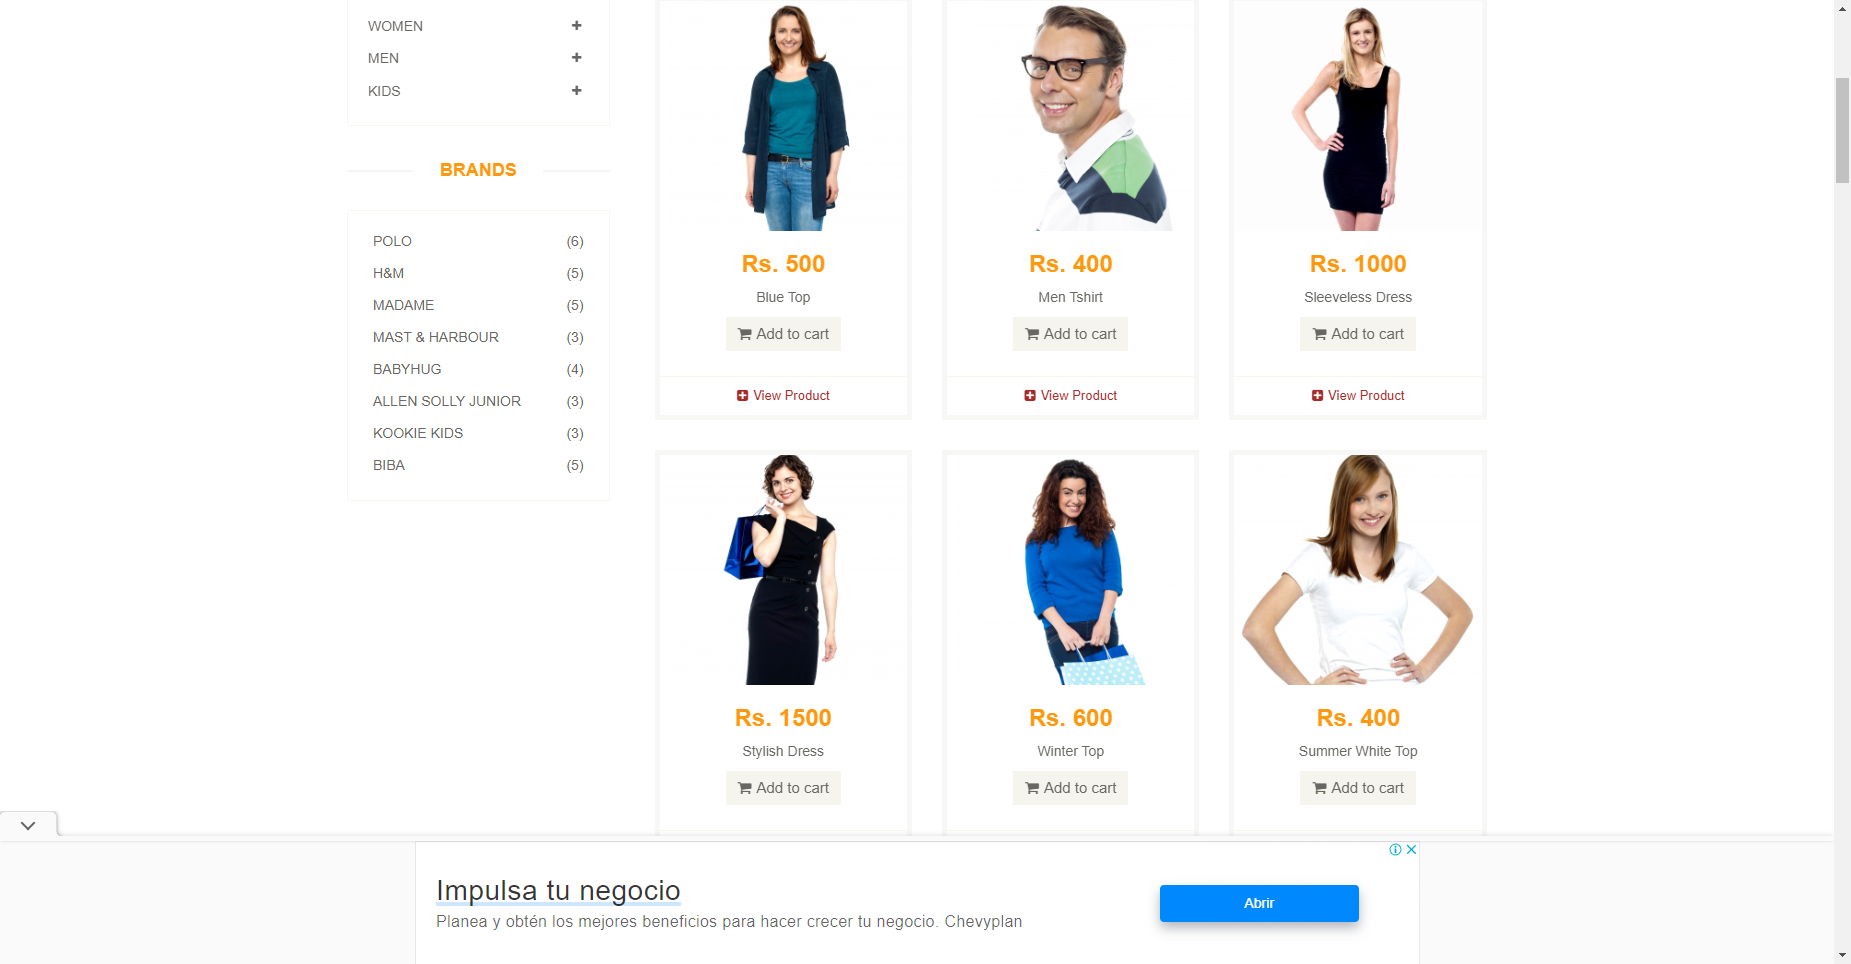 WOMEN
MEN
KIDS
BRANDS
POLO (6)
H&M (5)
MADAME (5)
MAST & HARBOUR (3)
BABYHUG (4)
ALLEN SOLLY JUNIOR (3)
KOOKIE KIDS (3)
BIBA (5)
Rs. 500
Blue Top
Add to cart
View Product
Rs. 400
Men Tshirt
Add to cart
View Product
Rs. 1000
Sleeveless Dress
Add to cart
View Product
Rs. 1500
Stylish Dress
Add to cart
Rs. 600
Winter Top
Add to cart
Rs. 400
Summer White Top
Add to cart
Impulsa tu negocio
Planea y obtén los mejores beneficios para hacer crecer tu negocio. Chevyplan
Abrir